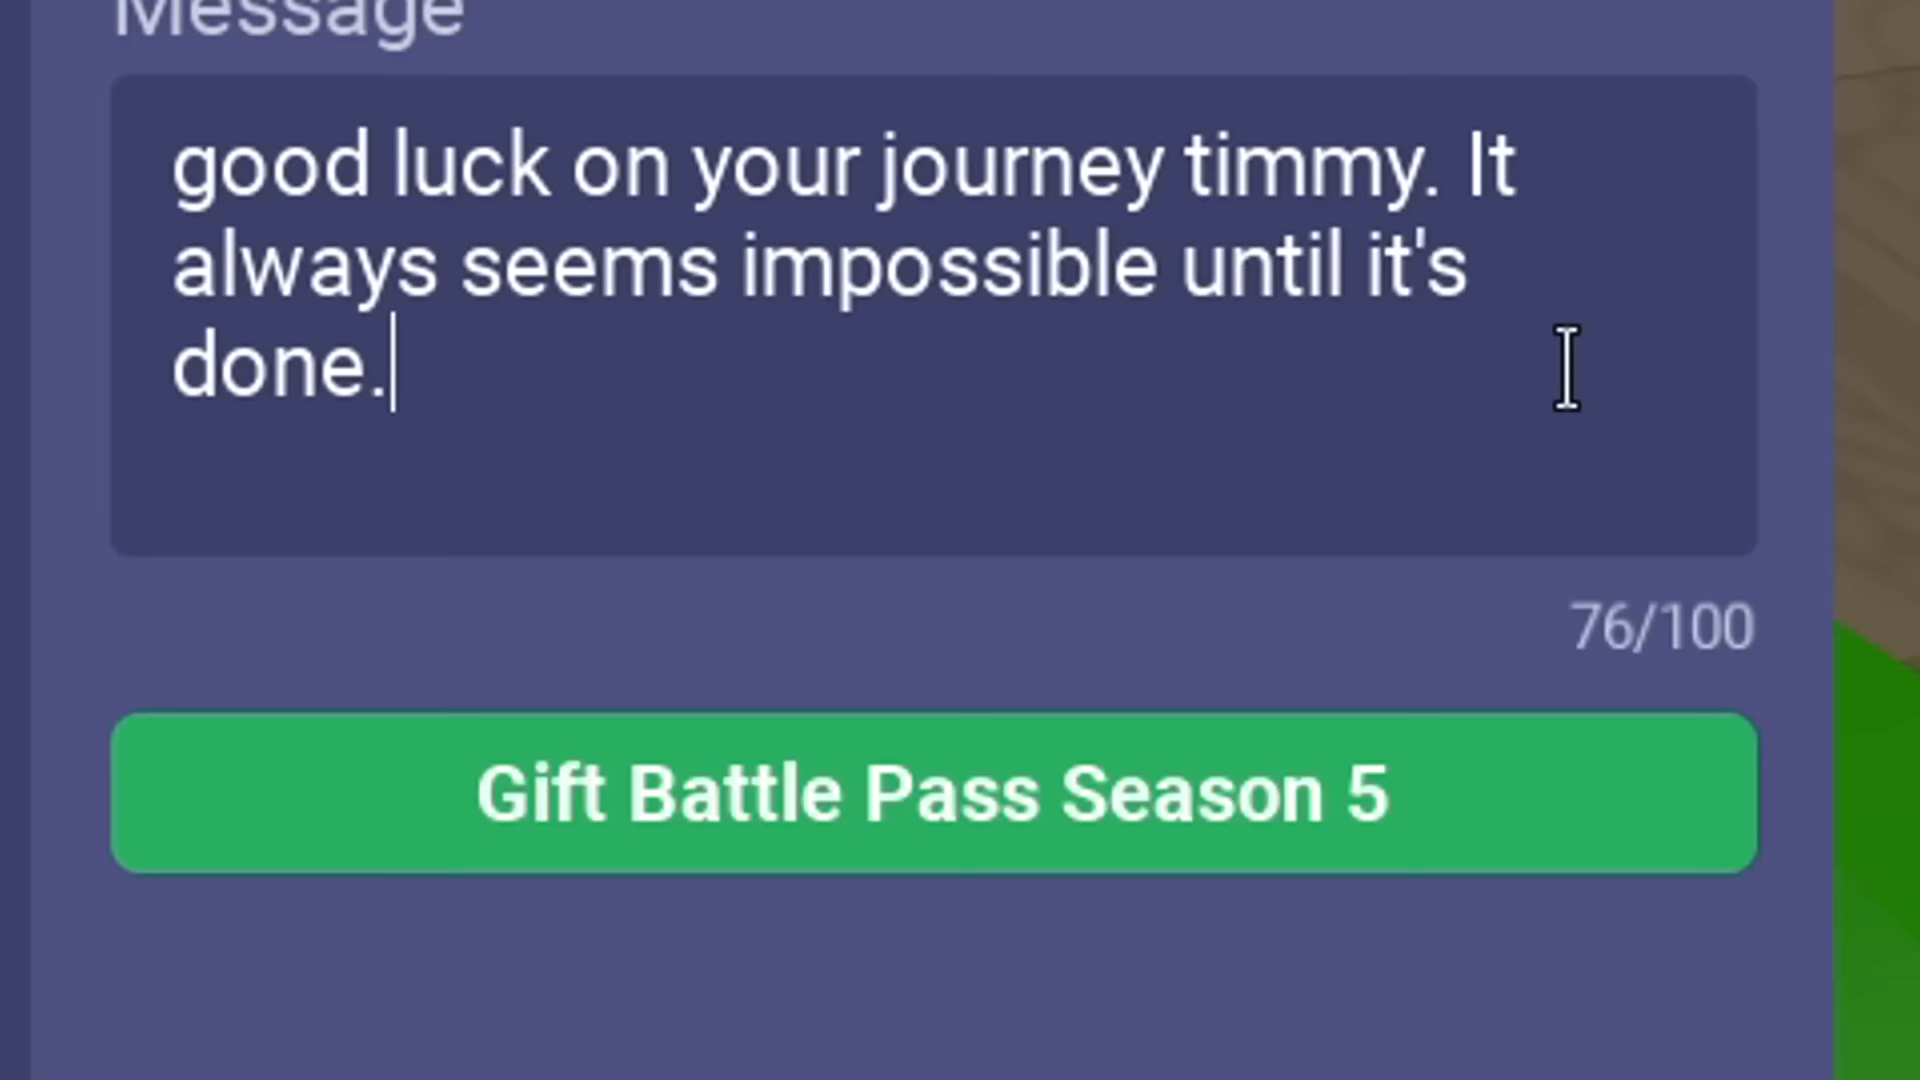 Message
good luck on your journey timmy. It
always seems impossible until it's
done.
76/100
Gift Battle Pass Season 5